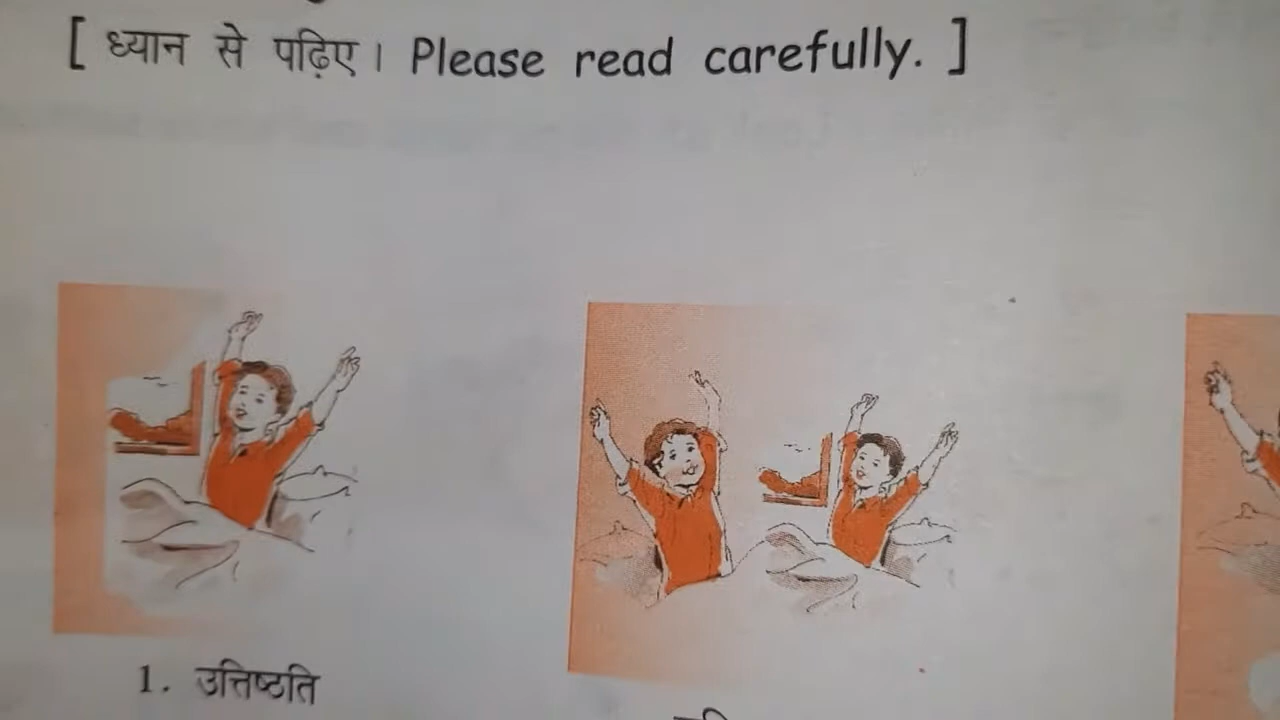 [ ध्यान से पढ़िए। Please read carefully. ]
1. उत्तिष्ठति